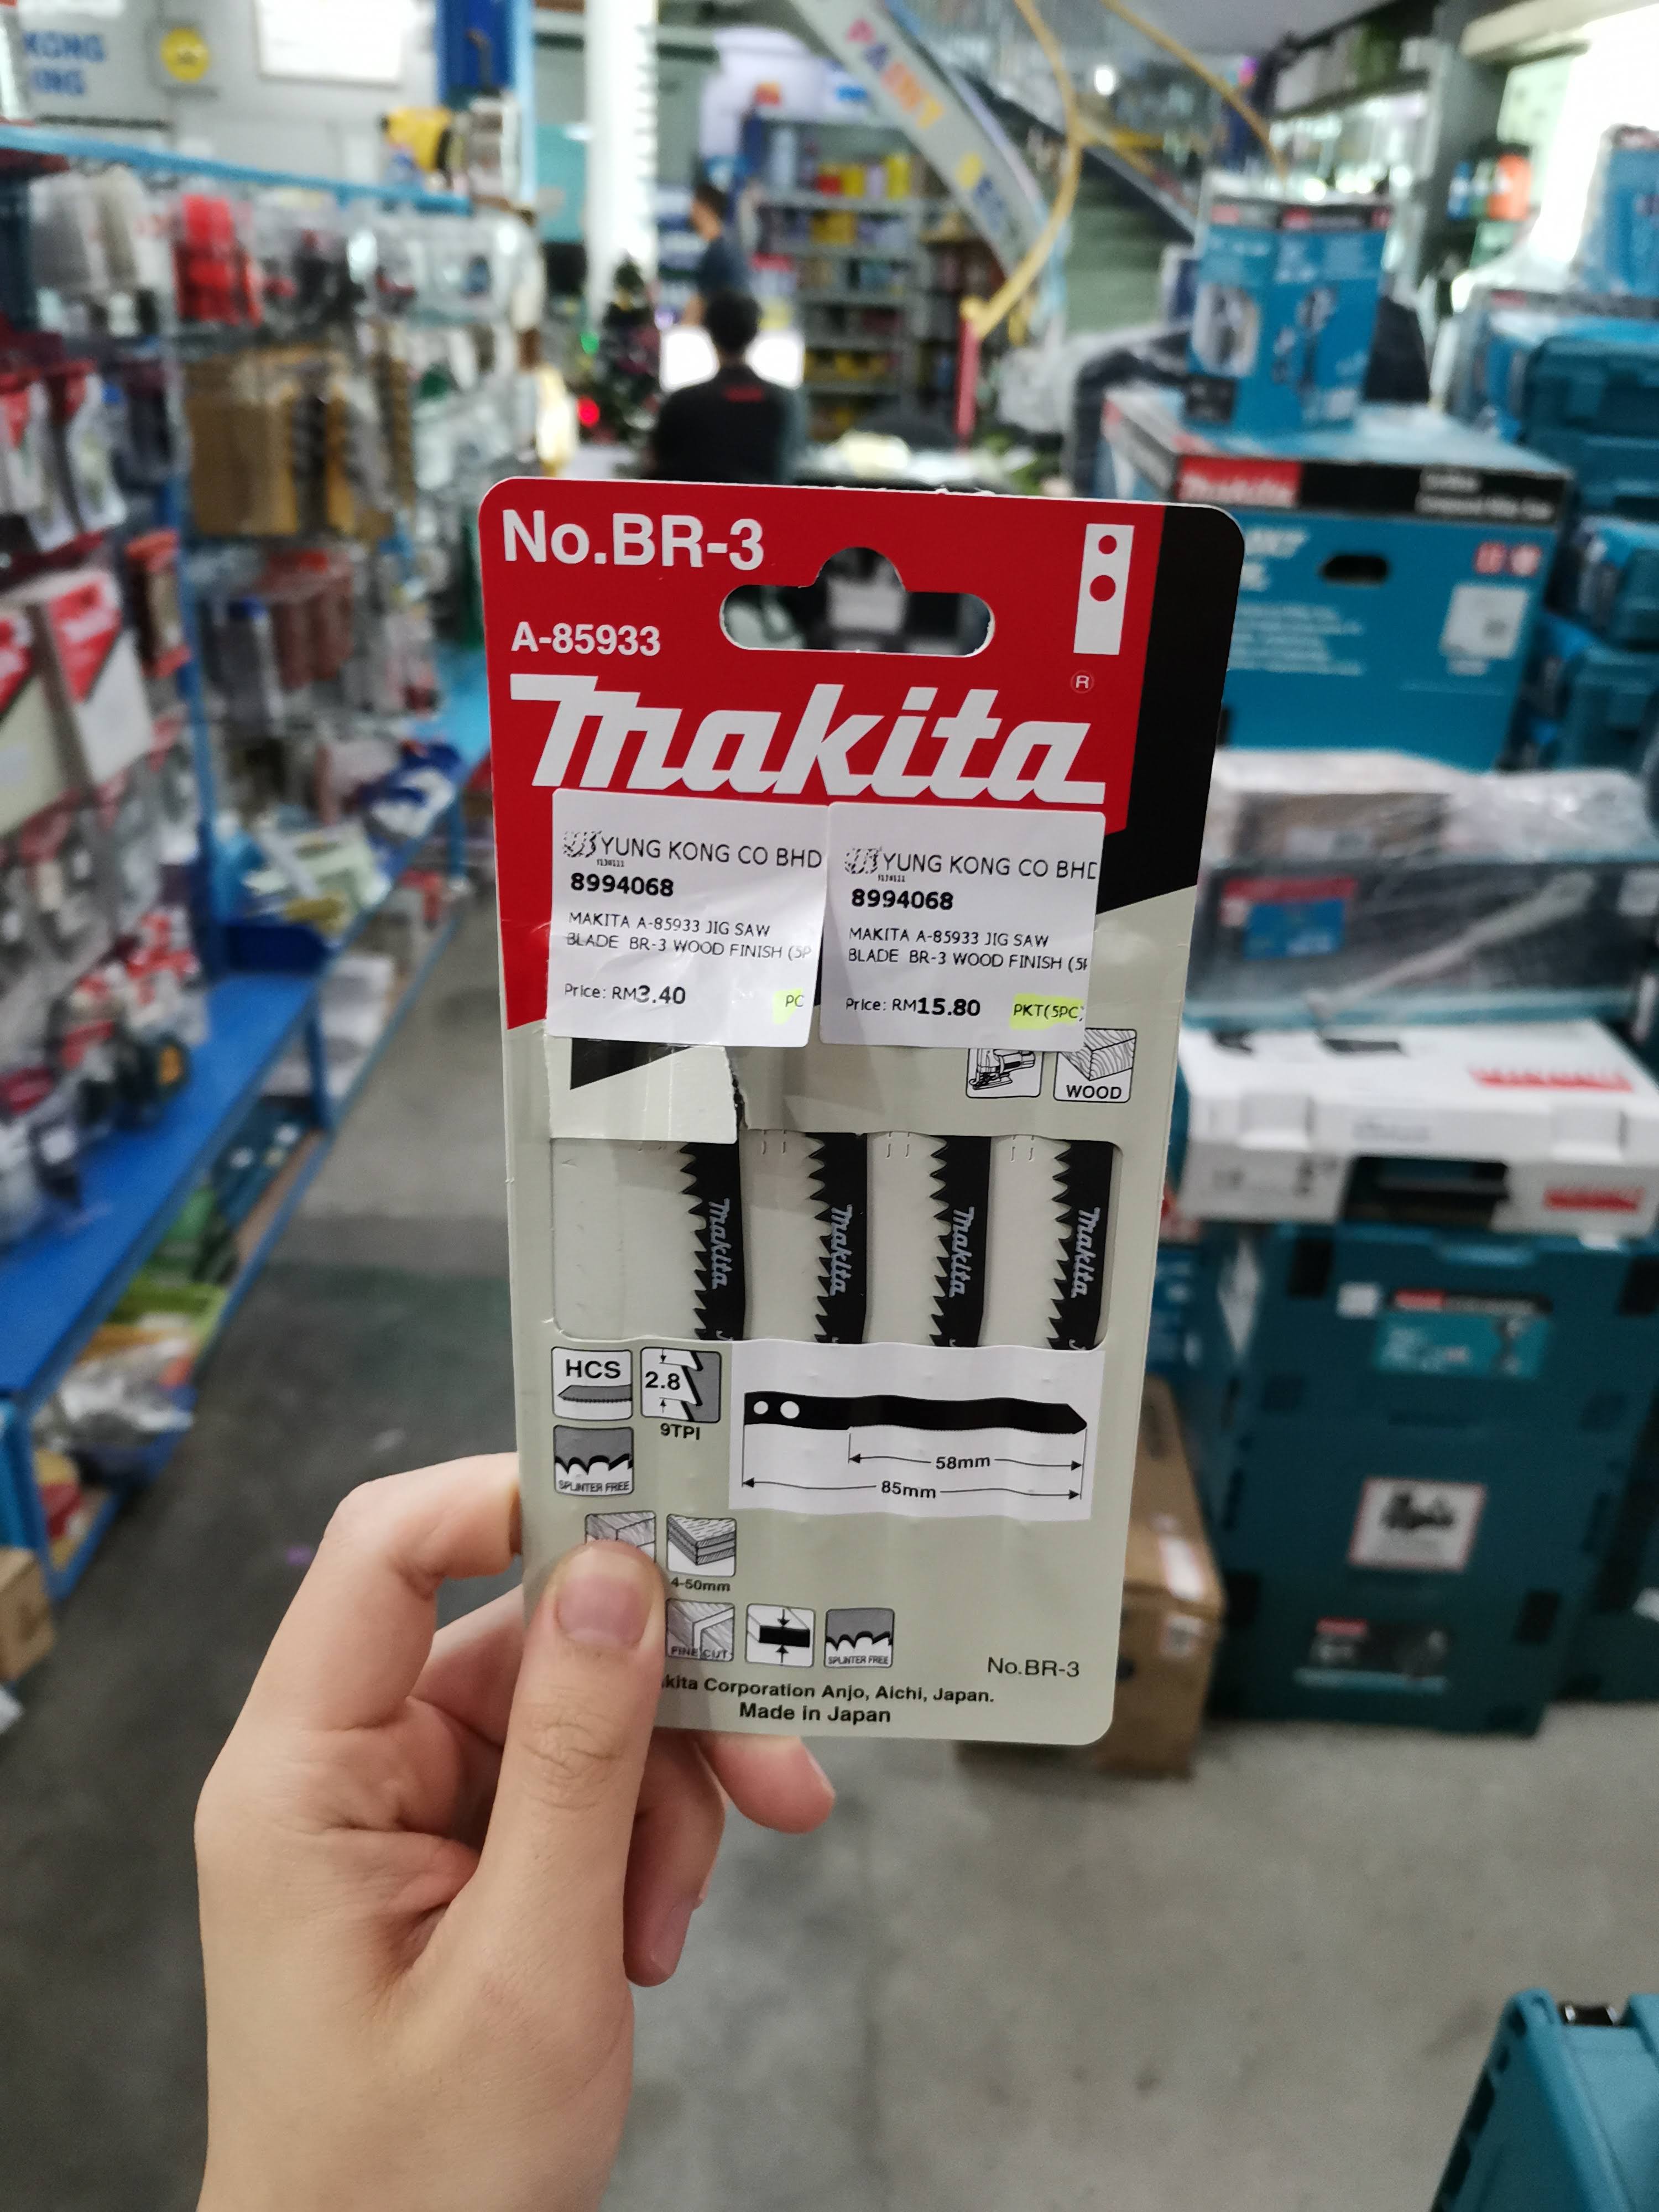 KONG
No.BR-3
A-85933
makita
®
YUNG KONG CO BHD
8994068
MAKITA A-85933 JIG SAW
BLADE BR-3 WOOD FINISH (5P
Price: RM3.40
PC
YUNG KONG CO BHD
8994068
MAKITA A-85933 JIG SAW
BLADE BR-3 WOOD FINISH (5P
Price: RM15.80
PKT(5PC)
WOOD
makita
makita
makita
makita
HCS
2.8
9TPI
SPLINTER FREE
58mm
85mm
4-50mm
FINE CUT
SPLINTER FREE
No.BR-3
kita Corporation Anjo, Aichi, Japan.
Made in Japan
makita